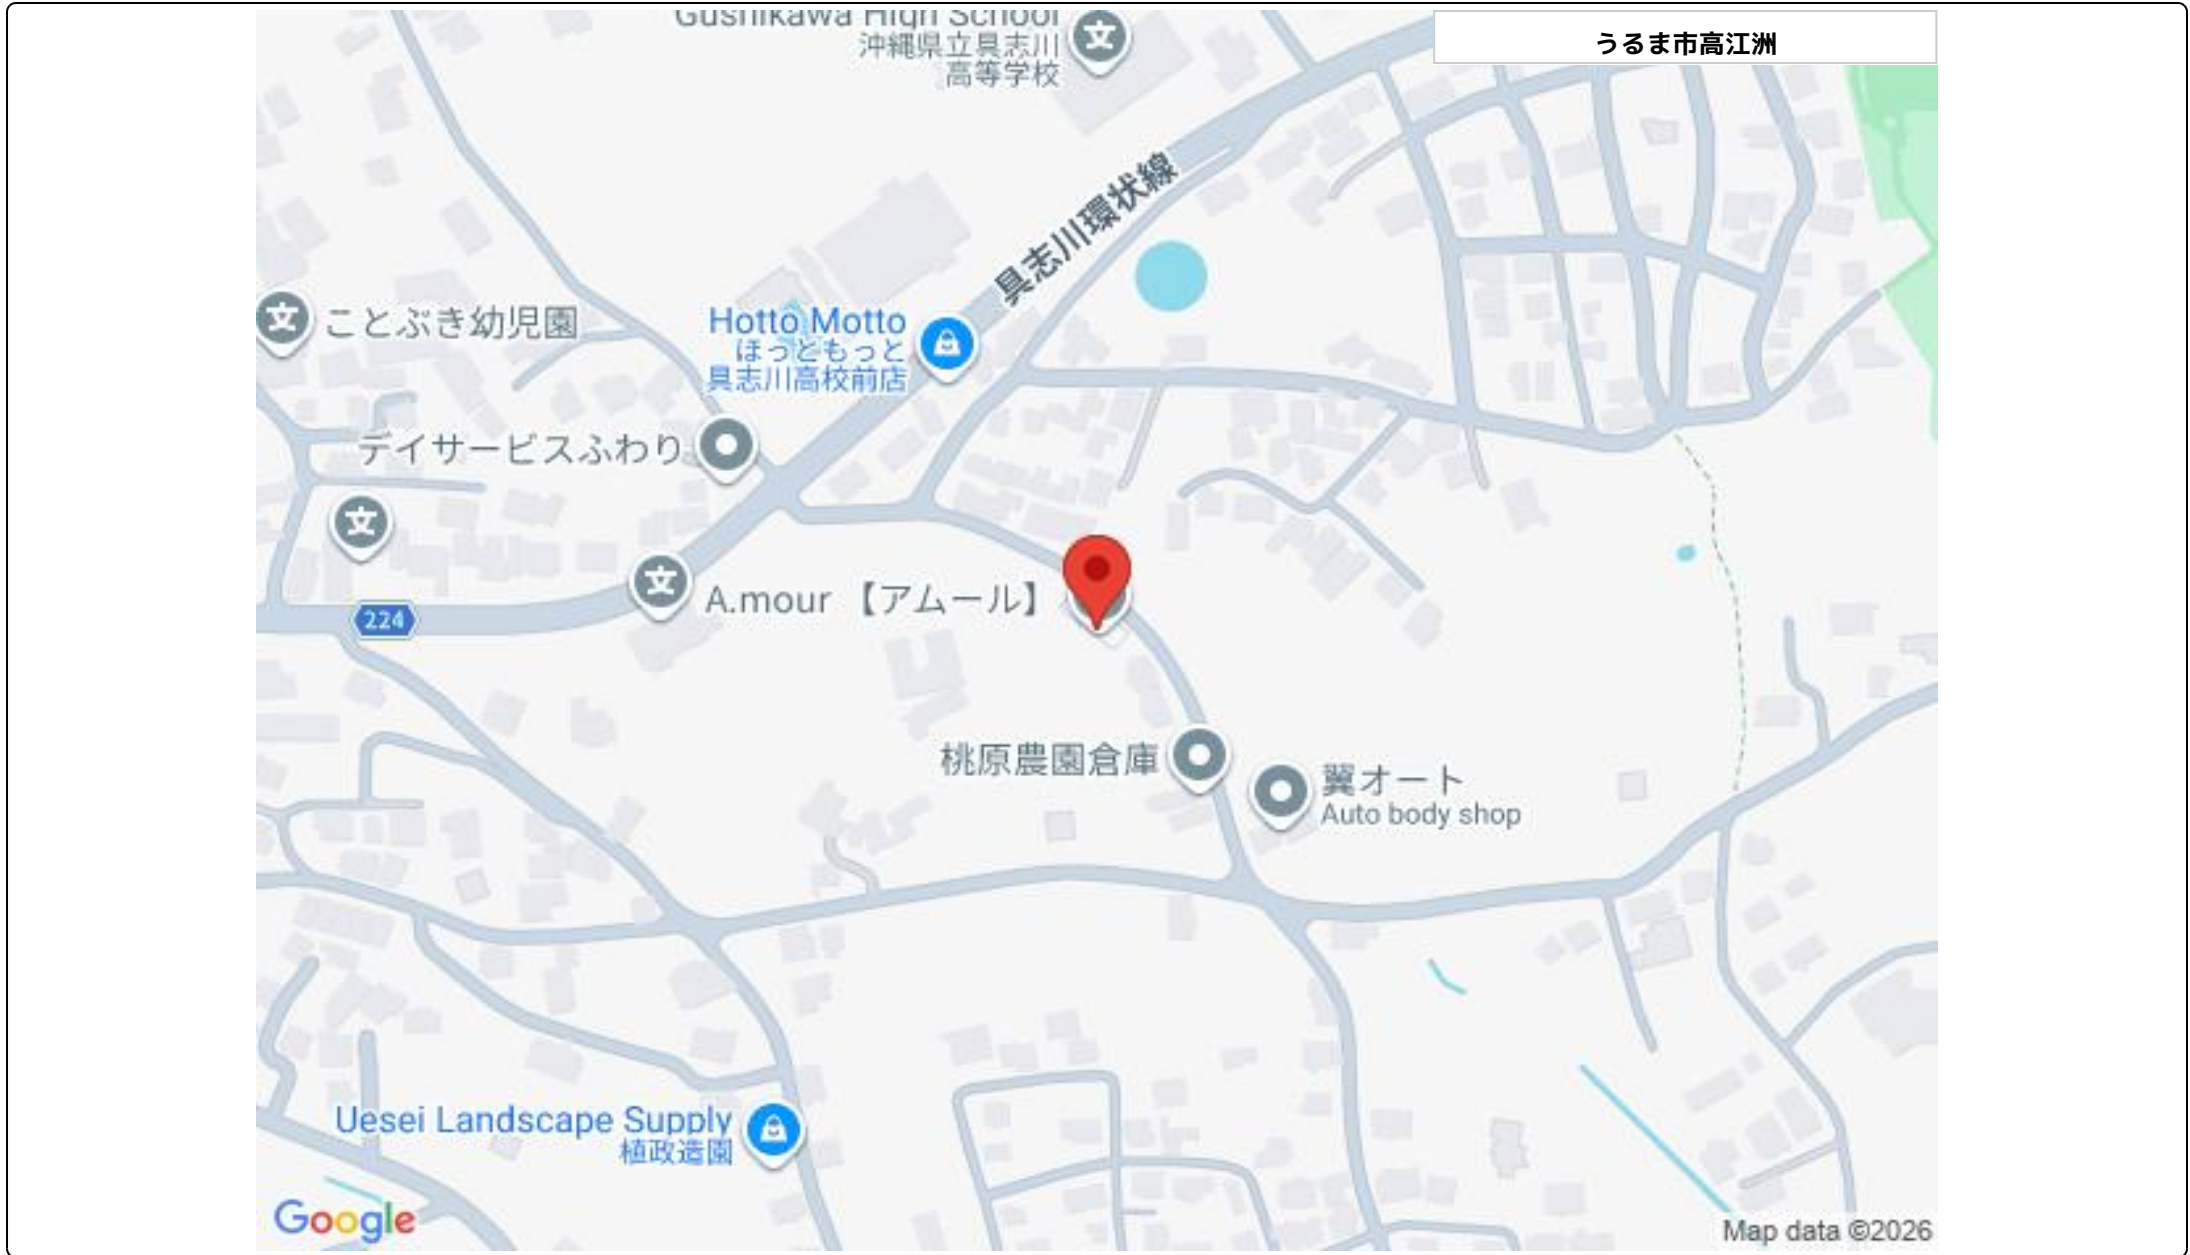 Gushikawa High School
沖縄県立具志川
高等学校
うるま市高江洲
具志川環状線
ことぶき幼児園
文
Hotto Motto
ほっともっと
具志川高校前店
デイサービスふわり
文
文
文
224
A.mour 【アムール】
桃原農園倉庫
翼オート
Auto body shop
Uesei Landscape Supply
植政造園
Google
Map data ©2026